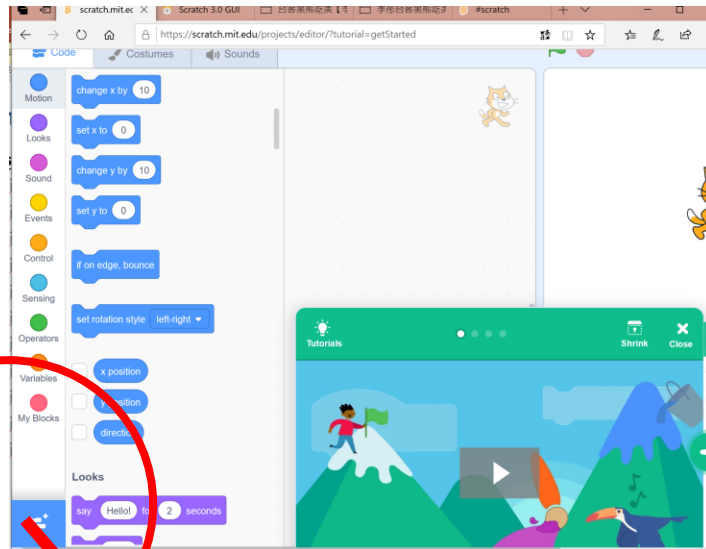 scratch.mit.ec
Scratch 3.0 GUI
#scratch
https://scratch.mit.edu/projects/editor/?tutorial=getStarted
Code
Costumes
Sounds
Motion
Looks
Sound
Events
Control
Sensing
Operators
Variables
My Blocks
change x by 10
set x to 0
change y by 10
set y to 0
if on edge, bounce
set rotation style left-right
x position
y position
direction
Looks
say Hello! for 2 seconds
Tutorials
Shrink
Close